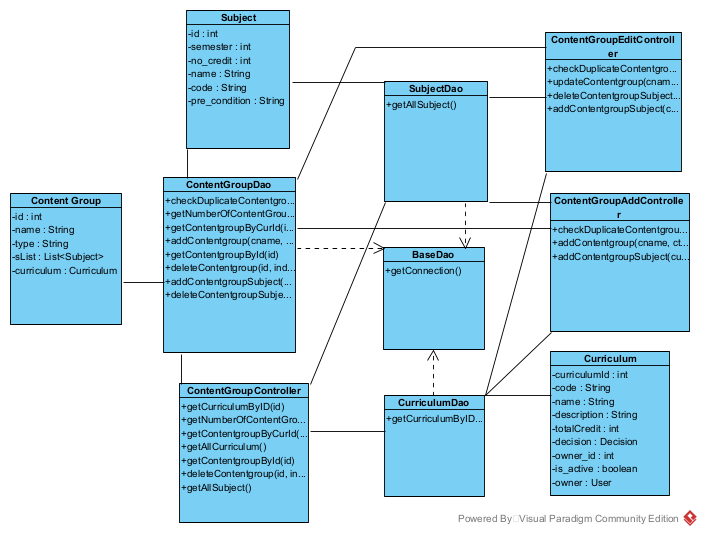 Subject
-id : int
-semester : int
-no_credit : int
-name : String
-code : String
-pre_condition : String
ContentGroupEditControll
er
+checkDuplicateContentgro...
+updateContentgroup(cnam...
+deleteContentgroupSubject...
+addContentgroupSubject(c...
SubjectDao
+getAllSubject()
ContentGroupDao
+checkDuplicateContentgro...
+getNumberOfContentGrou...
+getContentgroupByCurId(i...
+addContentgroup(cname, ...
+getContentgroupById(id)
+deleteContentgroup(id, ind...
+addContentgroupSubject(...
+deleteContentgroupSubje...
Content Group
-id : int
-name : String
-type : String
-sList : List<Subject>
-curriculum : Curriculum
ContentGroupAddControlle
r
+checkDuplicateContentgrou...
+addContentgroup(cname, ct...
+addContentgroupSubject(cu...
BaseDao
+getConnection()
ContentGroupController
+getCurriculumByID(id)
+getNumberOfContentGro...
+getContentgroupByCurId(...
+getAllCurriculum()
+getContentgroupById(id)
+deleteContentgroup(id, in...
+getAllSubject()
CurriculumDao
+getCurriculumByID...
Curriculum
-curriculumId : int
-code : String
-name : String
-description : String
-totalCredit : int
-decision : Decision
-owner_id : int
-is_active : boolean
-owner : User
Powered By Visual Paradigm Community Edition